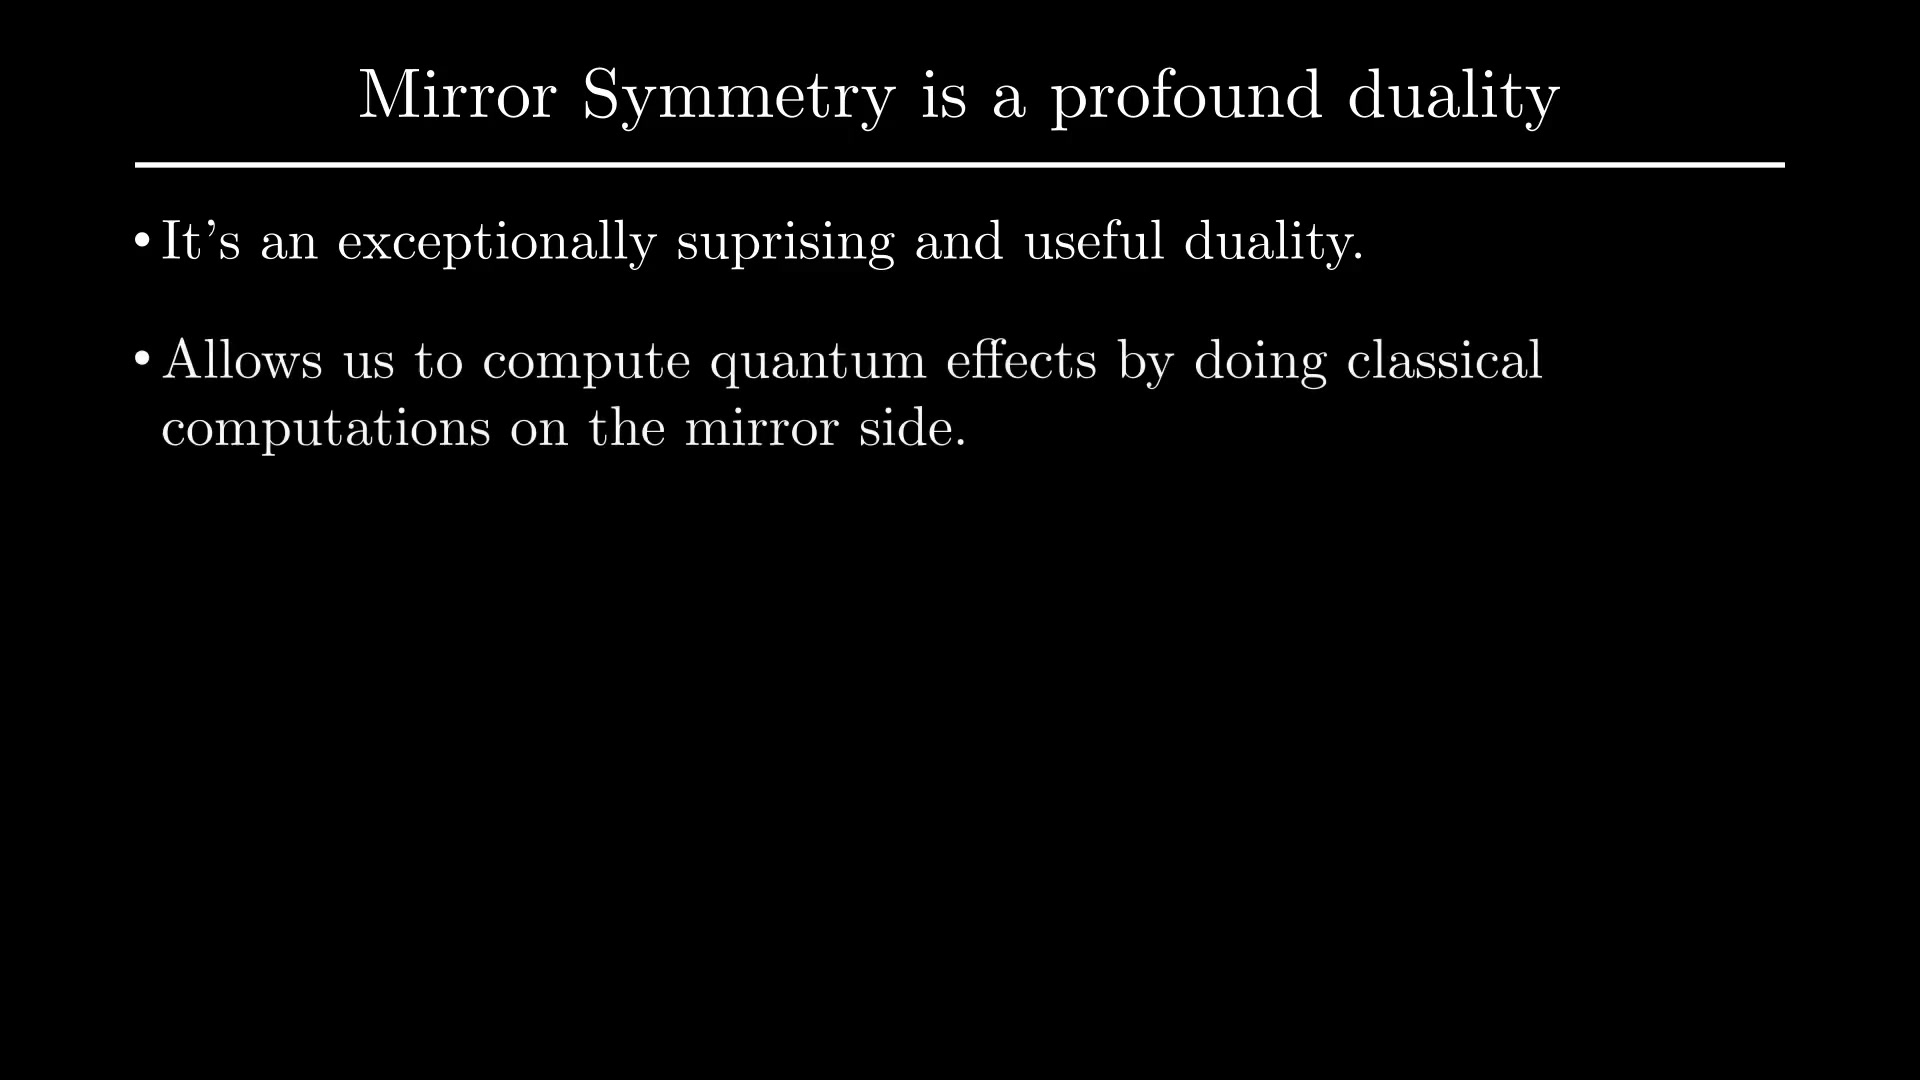 Mirror Symmetry is a profound duality
• It's an exceptionally suprising and useful duality.
• Allows us to compute quantum effects by doing classical
computations on the mirror side.